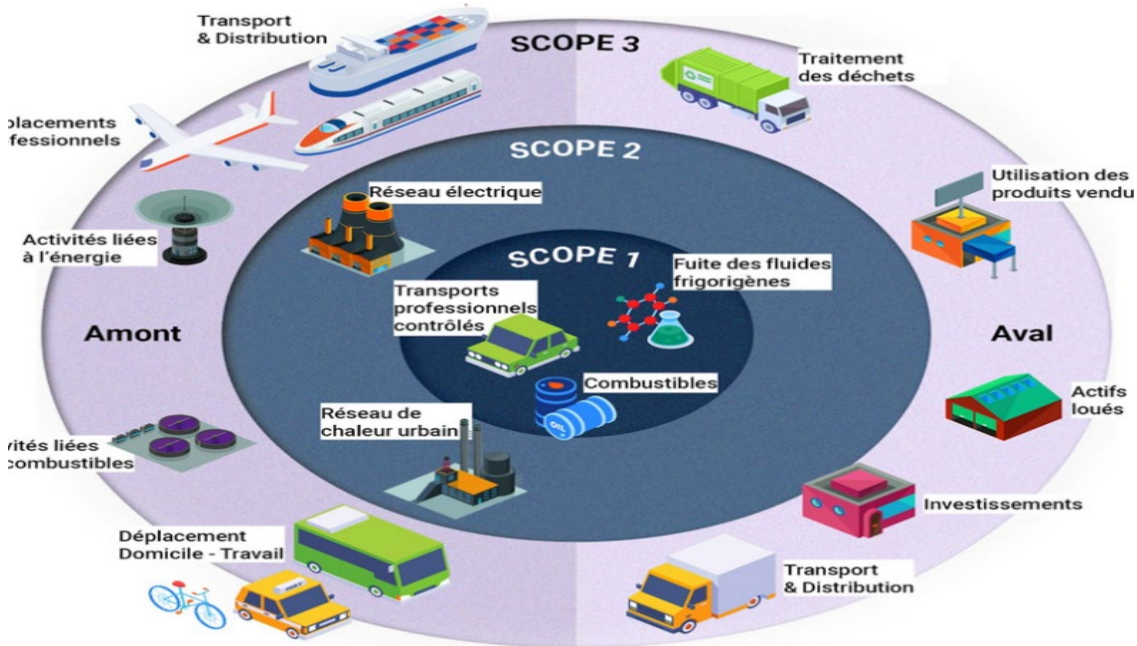 Transport
& Distribution
SCOPE 3
Traitement
des déchets
placements
fessionnels
SCOPE 2
Réseau électrique
Utilisation des
produits vendu
Activités liées
à l'énergie
SCOPE 1
Fuite des fluides
frigorigènes
Transports
professionnels
contrôlés
Amont
Aval
Combustibles
OIL
Actifs
loués
Réseau de
chaleur urbain
vités liées
combustibles
Investissements
Déplacement
Domicile - Travail
Transport
& Distribution